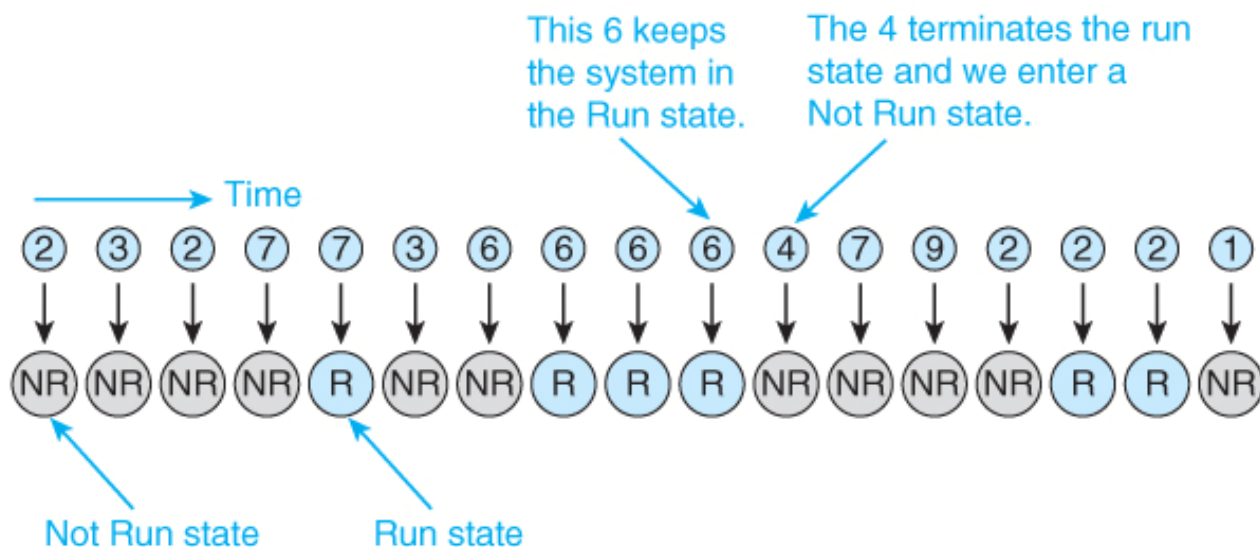 This 6 keeps
the system in
the Run state.
The 4 terminates the run
state and we enter a
Not Run state.
Time
2 3 2 7 7 3 6 6 6 6 4 7 9 2 2 2 1
NR NR NR NR R NR NR R R R NR NR NR NR R R NR
Not Run state
Run state